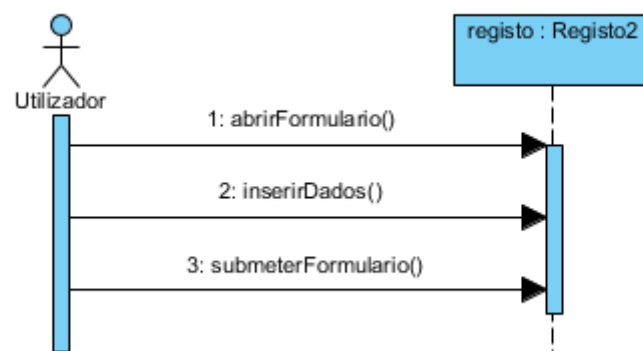 registo : Registo2
Utilizador
1: abrirFormulario()
2: inserirDados()
3: submeterFormulario()